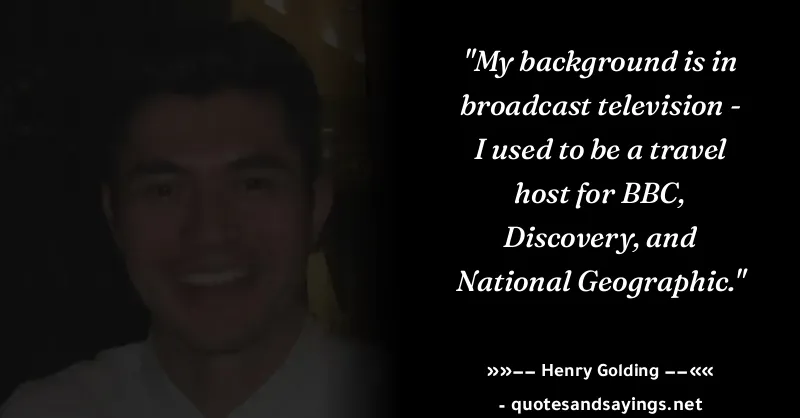 "My background is in
broadcast television -
I used to be a travel
host for BBC,
Discovery, and
National Geographic."
»»–– Henry Golding ––««
- quotesandsayings.net